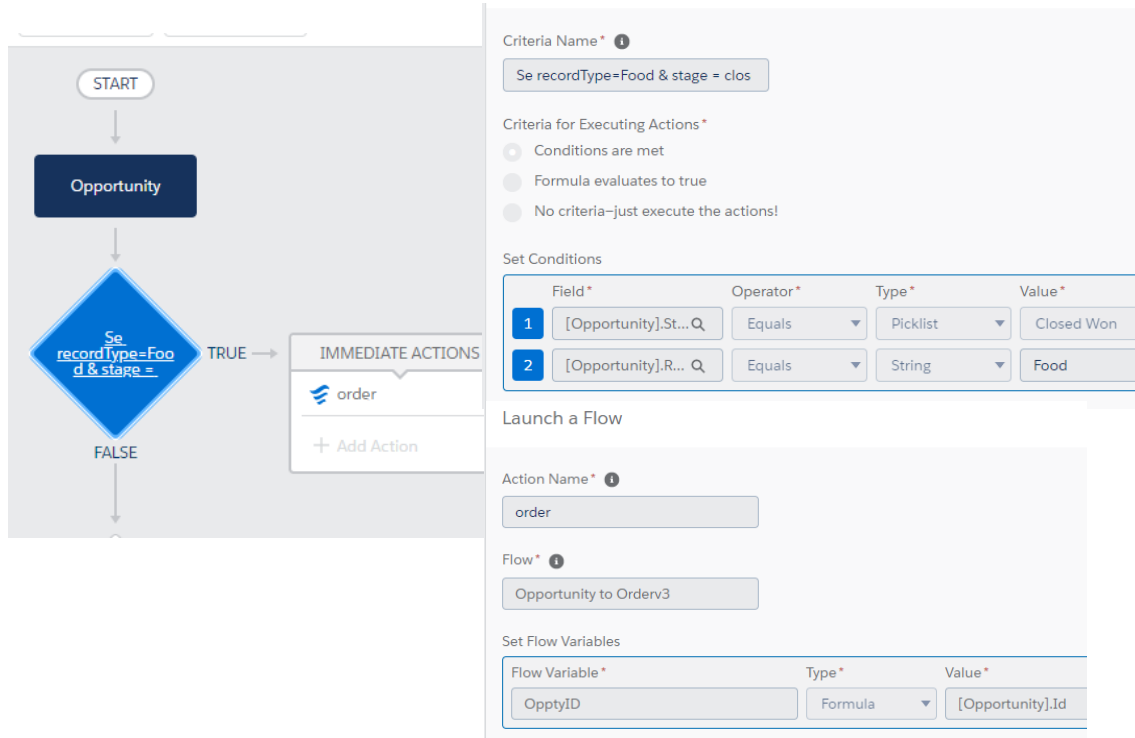 START
Opportunity
Se
recordType=Foo
d & stage =
TRUE
IMMEDIATE ACTIONS
order
+ Add Action
FALSE
Criteria Name*
Se recordType=Food & stage = clos
Criteria for Executing Actions*
Conditions are met
Formula evaluates to true
No criteria—just execute the actions!
Set Conditions
Field* Operator* Type* Value*
1 [Opportunity].St... Equals Picklist Closed Won
2 [Opportunity].R... Equals String Food
Launch a Flow
Action Name*
order
Flow*
Opportunity to Orderv3
Set Flow Variables
Flow Variable* Type* Value*
OpptyID Formula [Opportunity].Id